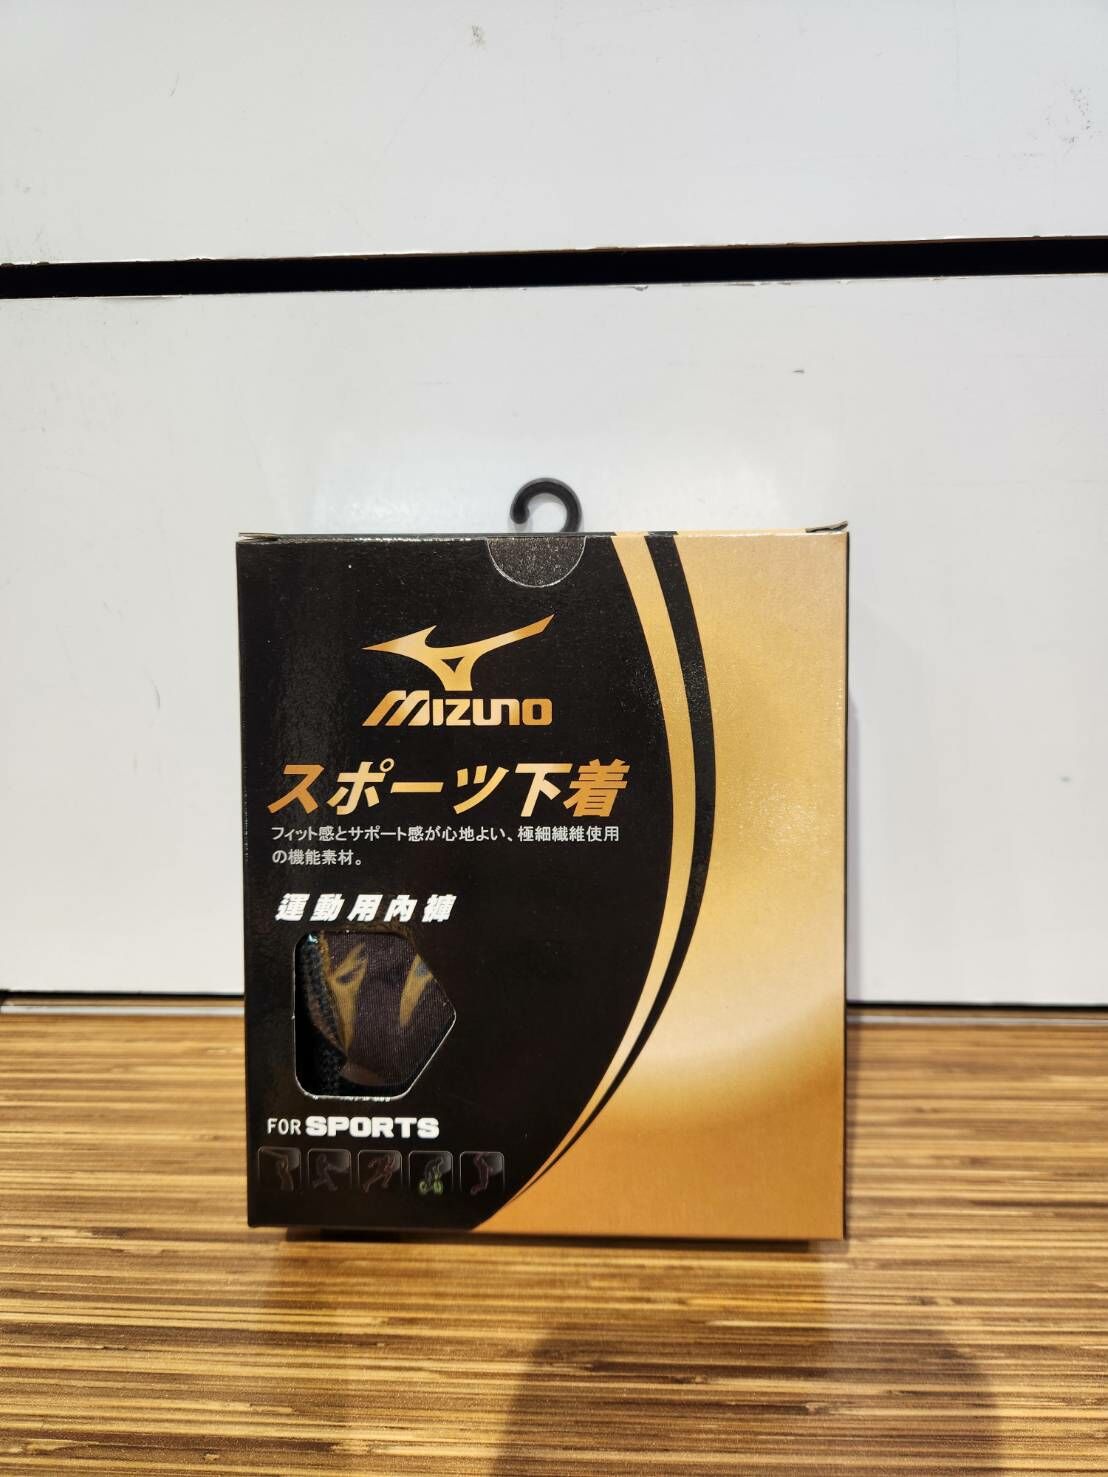 MIZUNO
スポーツ下着
フィット感とサポート感が心地よい、極細繊維使用
の機能素材。
運動用內褲
FOR SPORTS